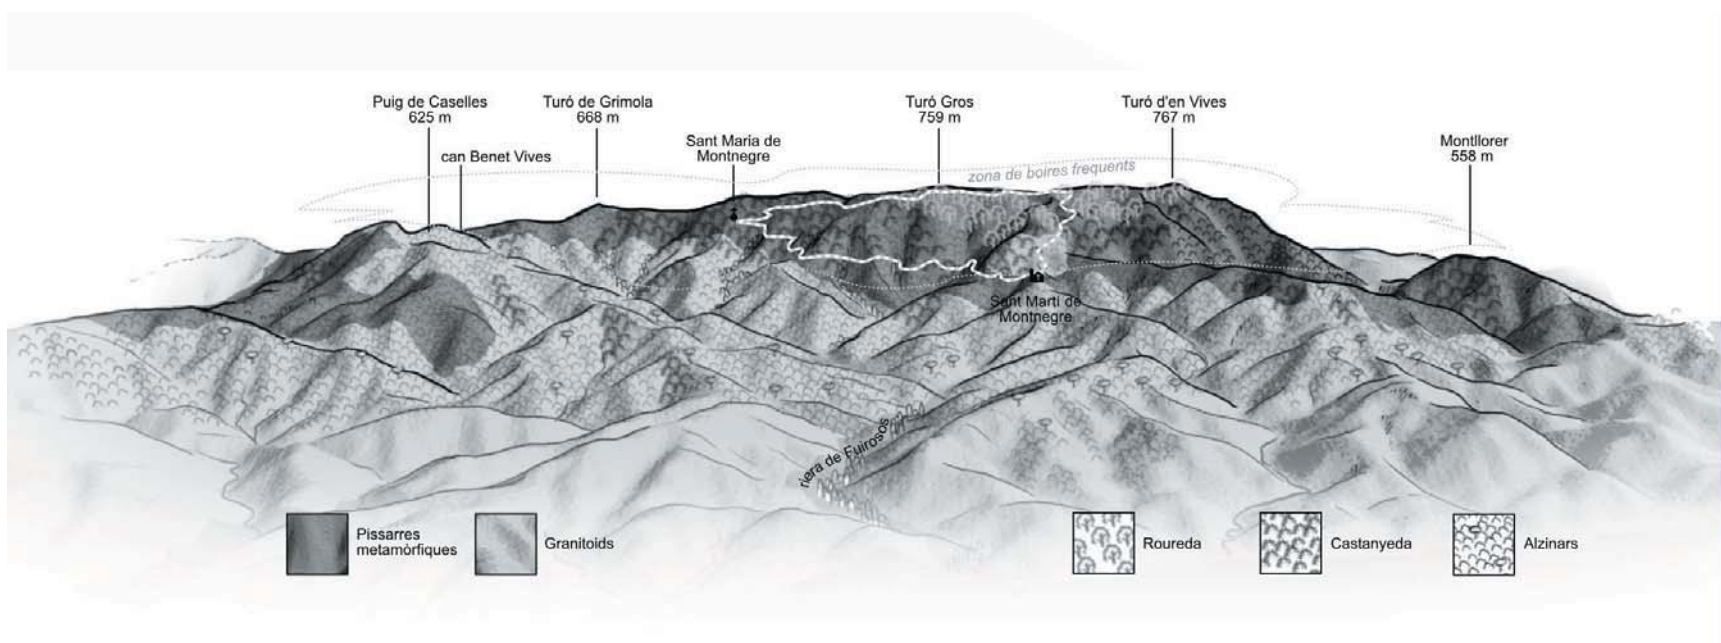 Puig de Caselles
625 m
Turó de Grimola
668 m
Turó Gros
759 m
Turó d'en Vives
767 m
can Benet Vives
Sant Maria de
Montnegre
Montllorer
558 m
zona de boires frequents
Sant Marti de
Montnegre
riera de Fuirosos
Pissarres
metamòrfiques
Granitoids
Roureda
Castanyeda
Alzinars